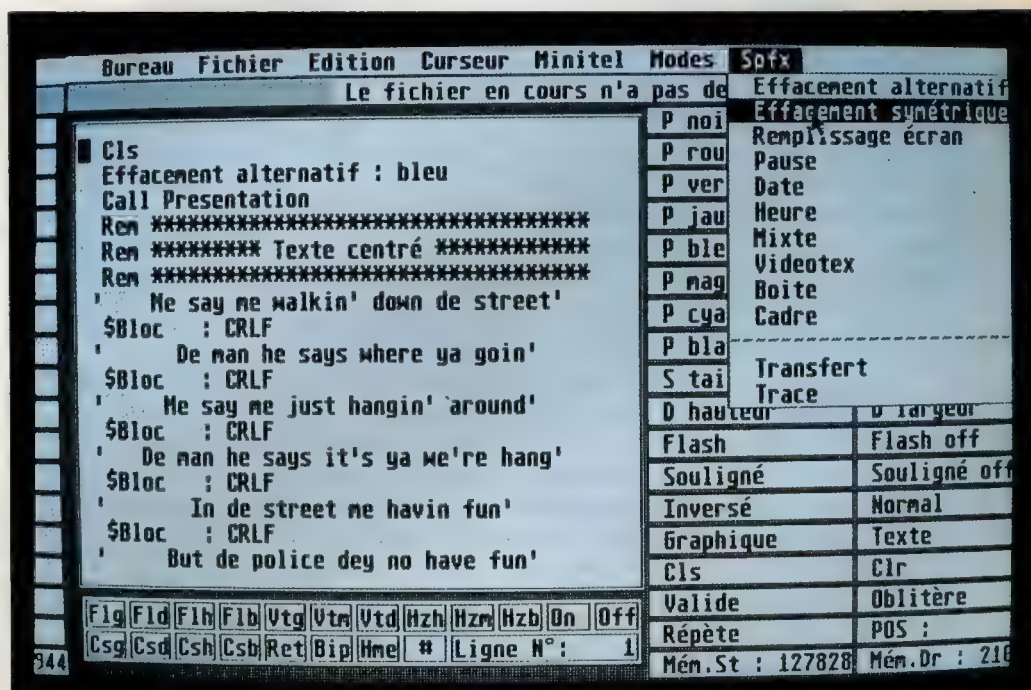 Bureau Fichier Edition Curseur Minitel Modes Spfx
Le fichier en cours n'a pas de
Cls
Effacement alternatif : bleu
Call Presentation
Rem ************************************
Rem ********* Texte centré *************
Rem ************************************
' Me say me walkin' down de street'
$Bloc : CRLF
' De man he says where ya goin'
$Bloc : CRLF
' Me say me just hangin' around'
$Bloc : CRLF
' De man he says it's ya we're hang'
$Bloc : CRLF
' In de street me havin fun'
$Bloc : CRLF
' But de police dey no have fun'
Flg Fld Flh Flb Vtg Vtm Vtd Hzh Hzm Hzb On Off
Csg Csd Csh Csb Ret Bip Hme # Ligne N°: 1
944
P noi
P rou
P ver
P jau
P ble
P mag
P cya
P bla
S tai
D hauteur D largeur
Flash Flash off
Souligné Souligné off
Inversé Normal
Graphique Texte
Cls Clr
Valide Oblitère
Répète POS :
Mém.St : 127828 Mém.Dr : 216
Effacement alternatif
Effacement symétrique
Remplissage écran
Pause
Date
Heure
Mixte
Videotex
Boite
Cadre
Transfert
Trace